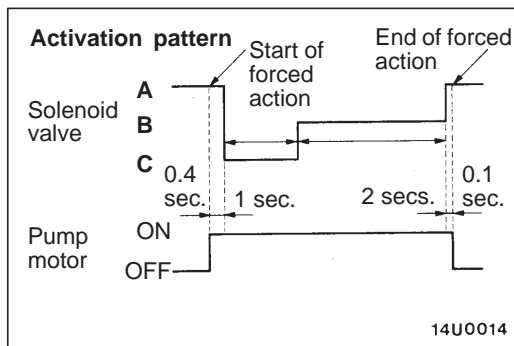 Activation pattern
Start of
forced
action
End of forced
action
A
Solenoid
valve
B
C
0.4
sec.
1 sec.
2 secs.
0.1
sec.
Pump
motor
ON
OFF
14U0014